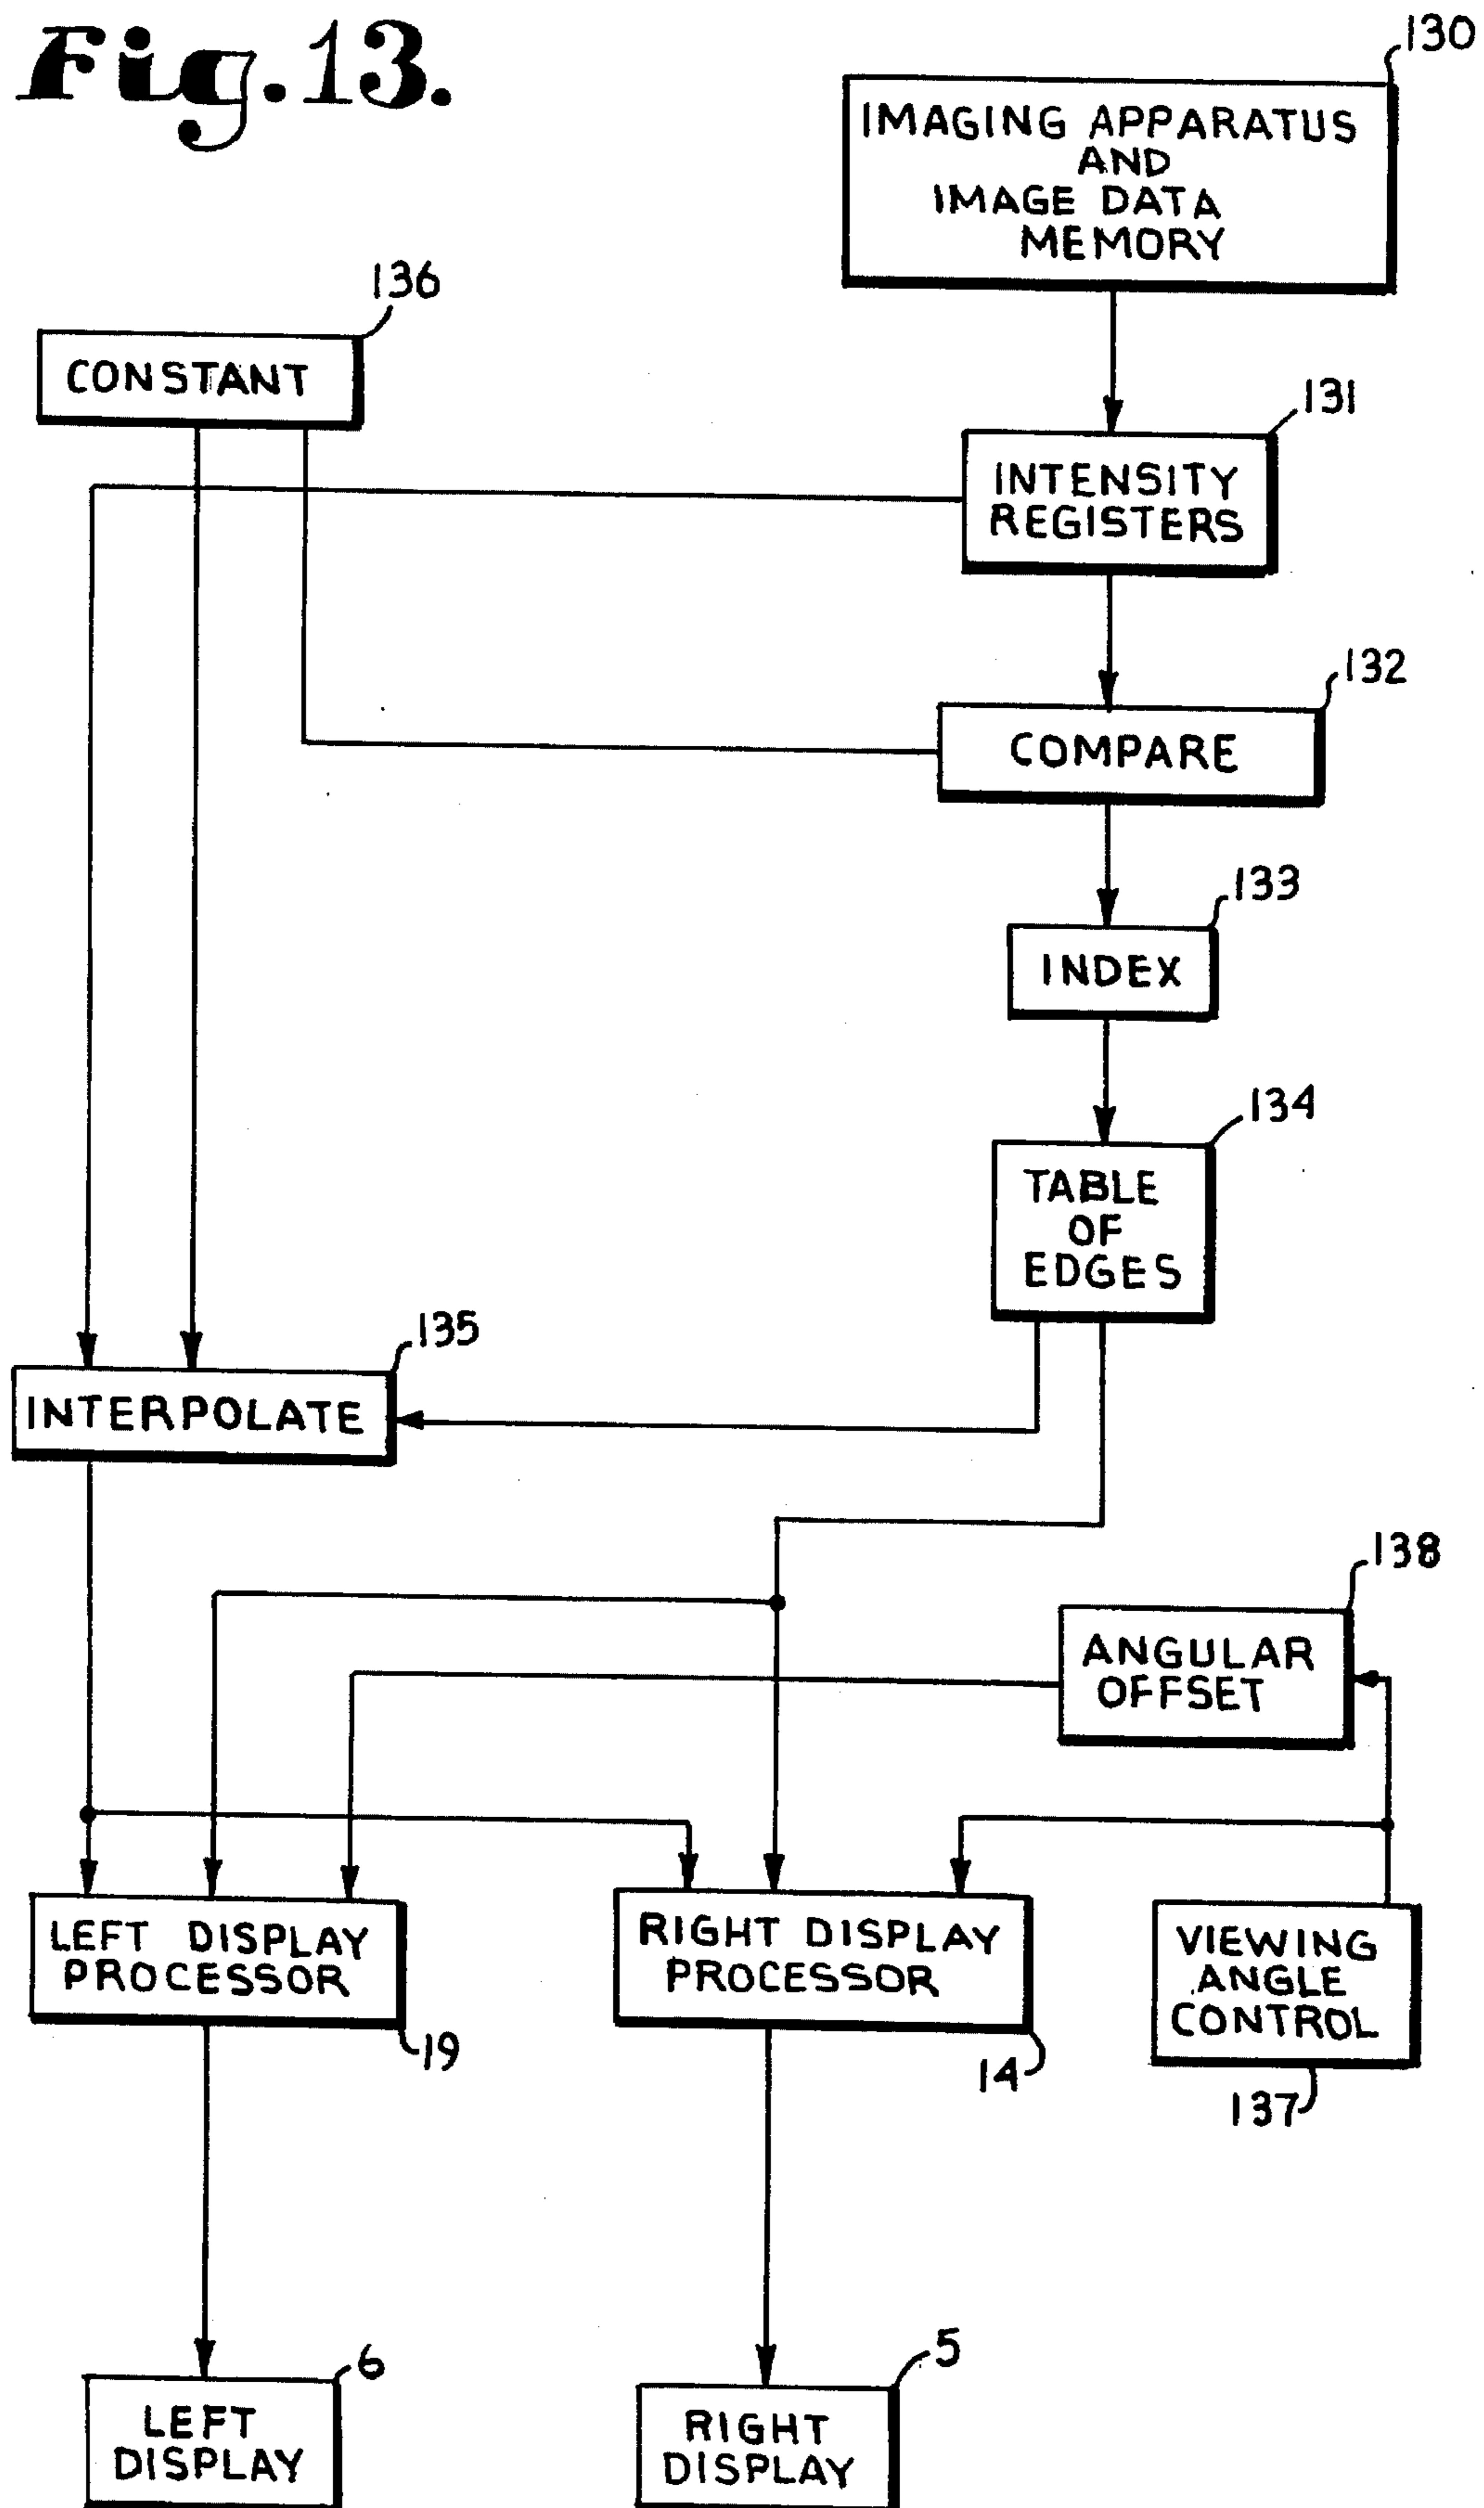 Fig. 13.
130
IMAGING APPARATUS
AND
IMAGE DATA
MEMORY
136
CONSTANT
131
INTENSITY
REGISTERS
132
COMPARE
133
INDEX
134
TABLE
OF
EDGES
135
INTERPOLATE
138
ANGULAR
OFFSET
LEFT DISPLAY
PROCESSOR
19
RIGHT DISPLAY
PROCESSOR
14
VIEWING
ANGLE
CONTROL
137
6
LEFT
DISPLAY
5
RIGHT
DISPLAY